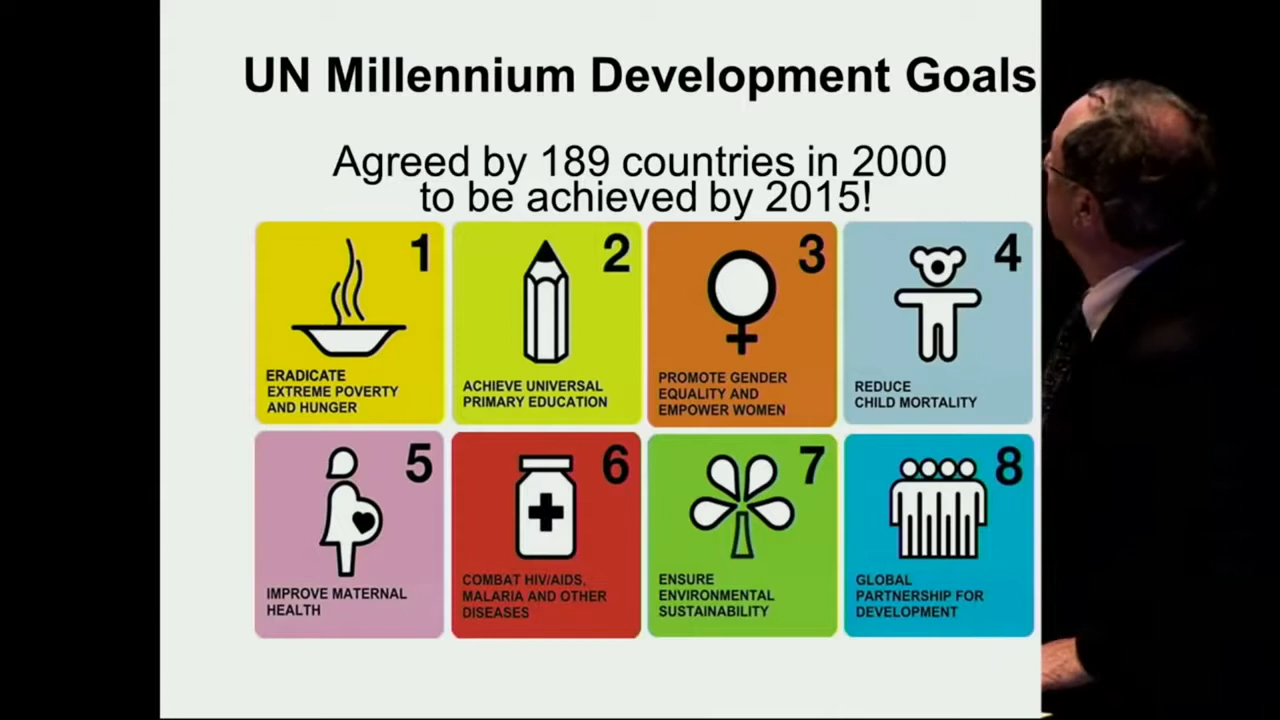 UN Millennium Development Goals
Agreed by 189 countries in 2000
to be achieved by 2015!
1
ERADICATE
EXTREME POVERTY
AND HUNGER
2
ACHIEVE UNIVERSAL
PRIMARY EDUCATION
3
PROMOTE GENDER
EQUALITY AND
EMPOWER WOMEN
4
REDUCE
CHILD MORTALITY
5
IMPROVE MATERNAL
HEALTH
6
COMBAT HIV/AIDS,
MALARIA AND OTHER
DISEASES
7
ENSURE
ENVIRONMENTAL
SUSTAINABILITY
8
GLOBAL
PARTNERSHIP FOR
DEVELOPMENT